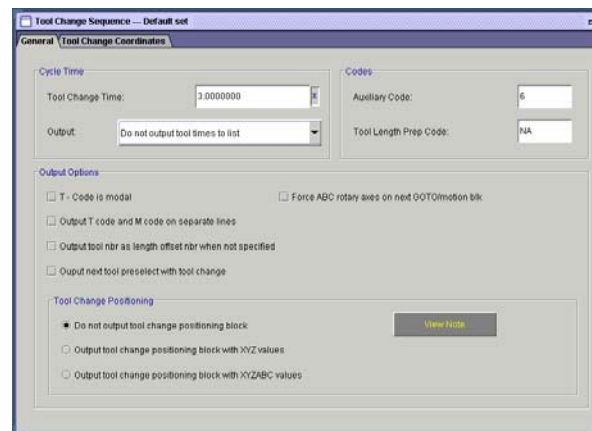 Tool Change Sequence --- Default set
General
Tool Change Coordinates
Cycle Time
Tool Change Time:
3.0000000
Output:
Do not output tool times to list
Codes
Auxiliary Code:
6
Tool Length Prep Code:
NA
Output Options
T - Code is modal
Force ABC rotary axes on next GOTO/motion blk
Output T code and M code on separate lines
Output tool nbr as length offset nbr when not specified
Ouput next tool preselect with tool change
Tool Change Positioning
Do not output tool change positioning block
View Note
Output tool change positioning block with XYZ values
Output tool change positioning block with XYZABC values